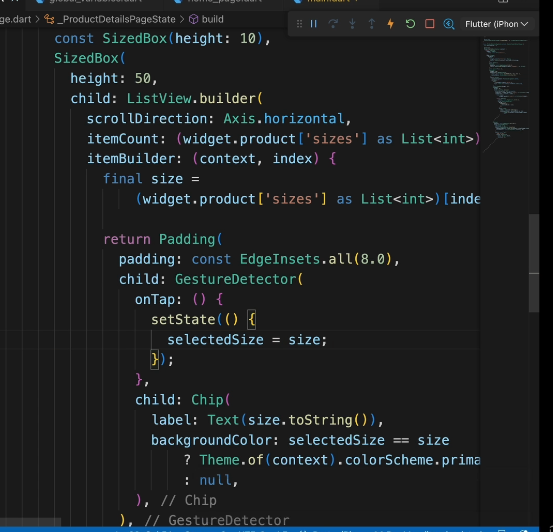 ge.dart > _ProductDetailsPageState > build
Flutter (iPhon
const SizedBox(height: 10),
SizedBox(
height: 50,
child: ListView.builder(
scrollDirection: Axis.horizontal,
itemCount: (widget.product['sizes'] as List<int>)
itemBuilder: (context, index) {
final size =
(widget.product['sizes'] as List<int>)[inde
return Padding(
padding: const EdgeInsets.all(8.0),
child: GestureDetector(
onTap: () {
setState(() {
selectedSize = size;
});
},
child: Chip(
label: Text(size.toString()),
backgroundColor: selectedSize == size
? Theme.of(context).colorScheme.prima
: null,
), // Chip
), // GestureDetector